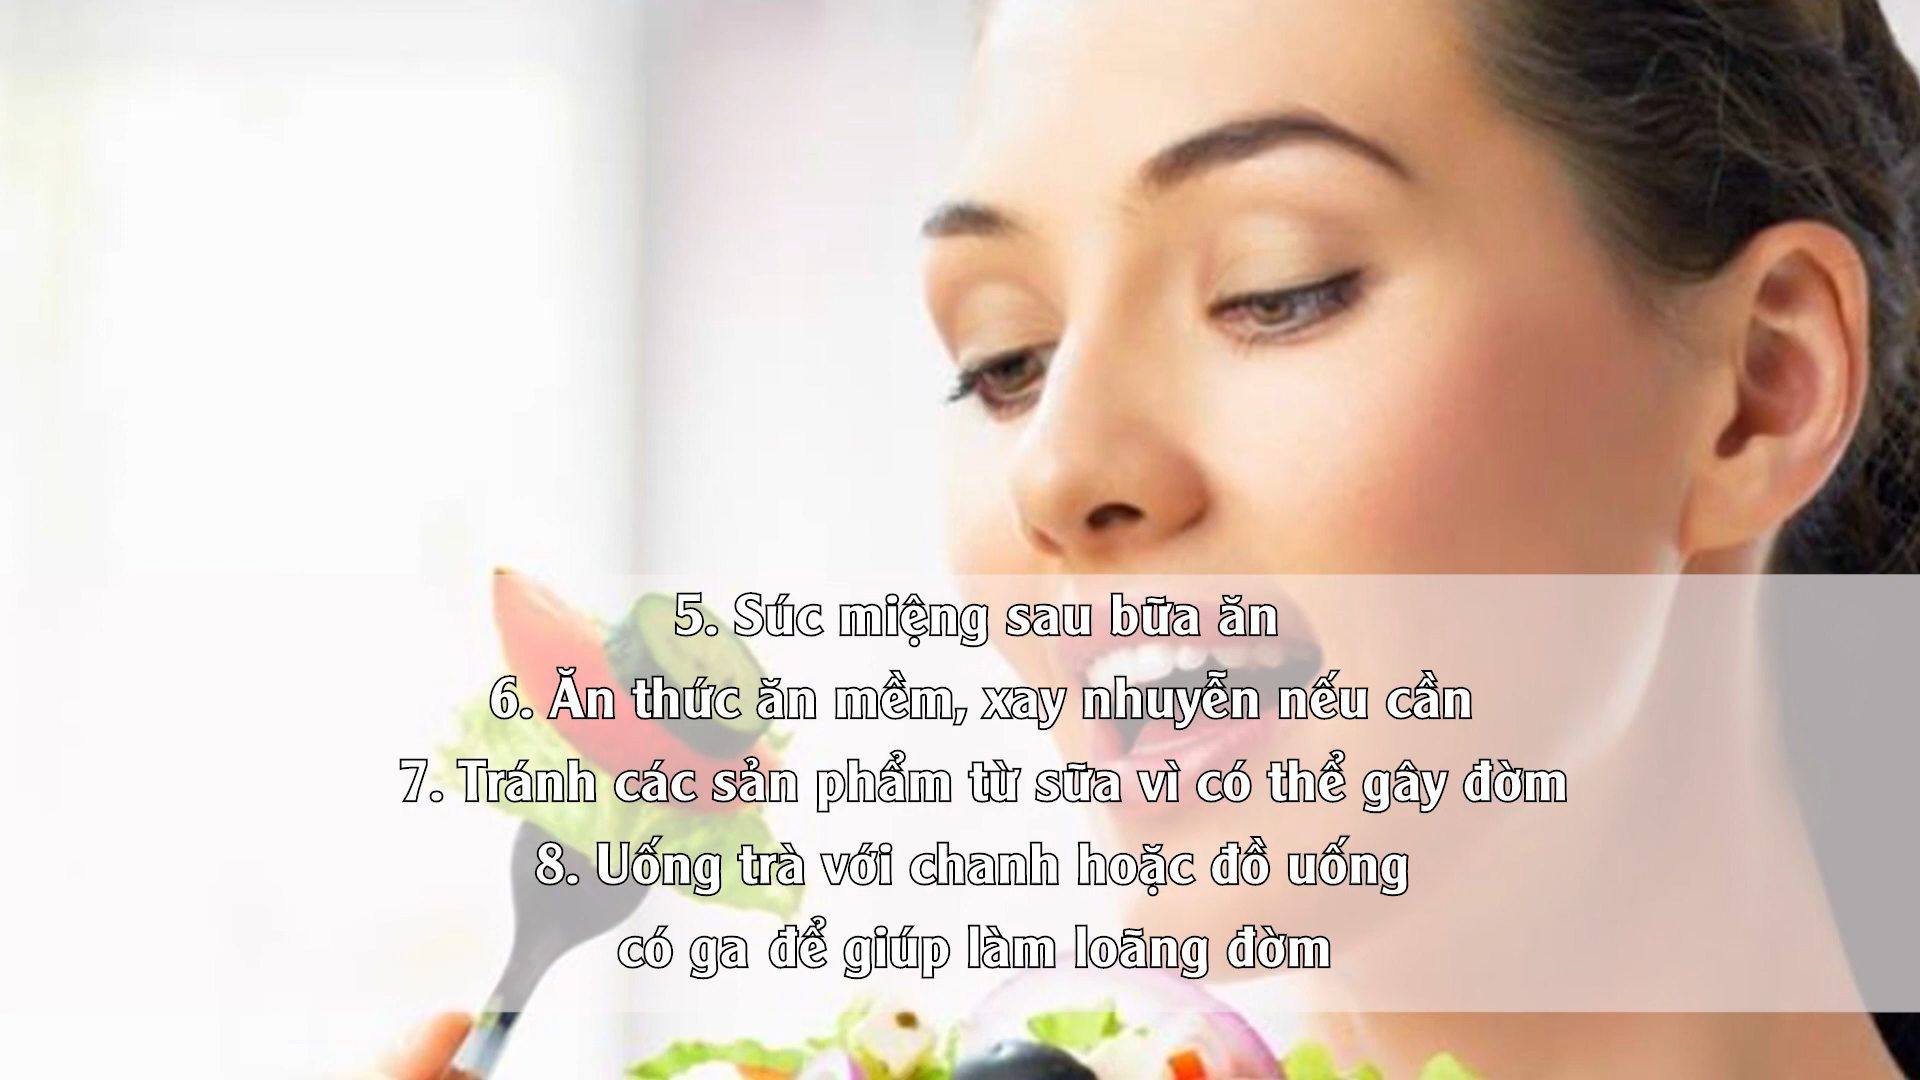 5. Súc miệng sau bữa ăn
6. Ăn thức ăn mềm, xay nhuyễn nếu cần
7. Tránh các sản phẩm từ sữa vì có thể gây đờm
8. Uống trà với chanh hoặc đồ uống
có ga để giúp làm loãng đờm